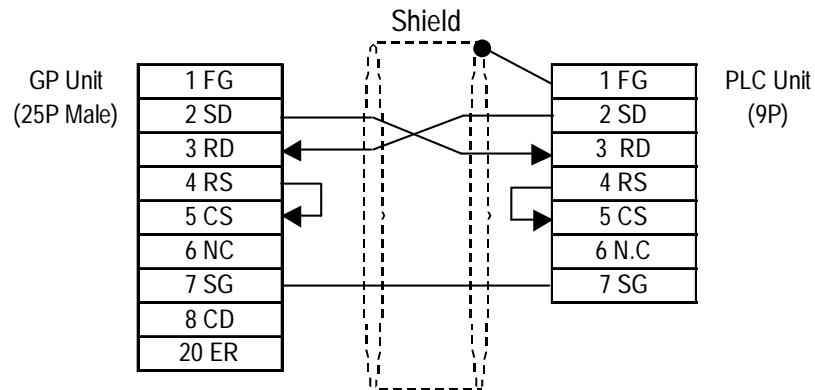 Shield
GP Unit
(25P Male)
1 FG
2 SD
3 RD
4 RS
5 CS
6 NC
7 SG
8 CD
20 ER
1 FG
2 SD
3 RD
4 RS
5 CS
6 N.C
7 SG
PLC Unit
(9P)